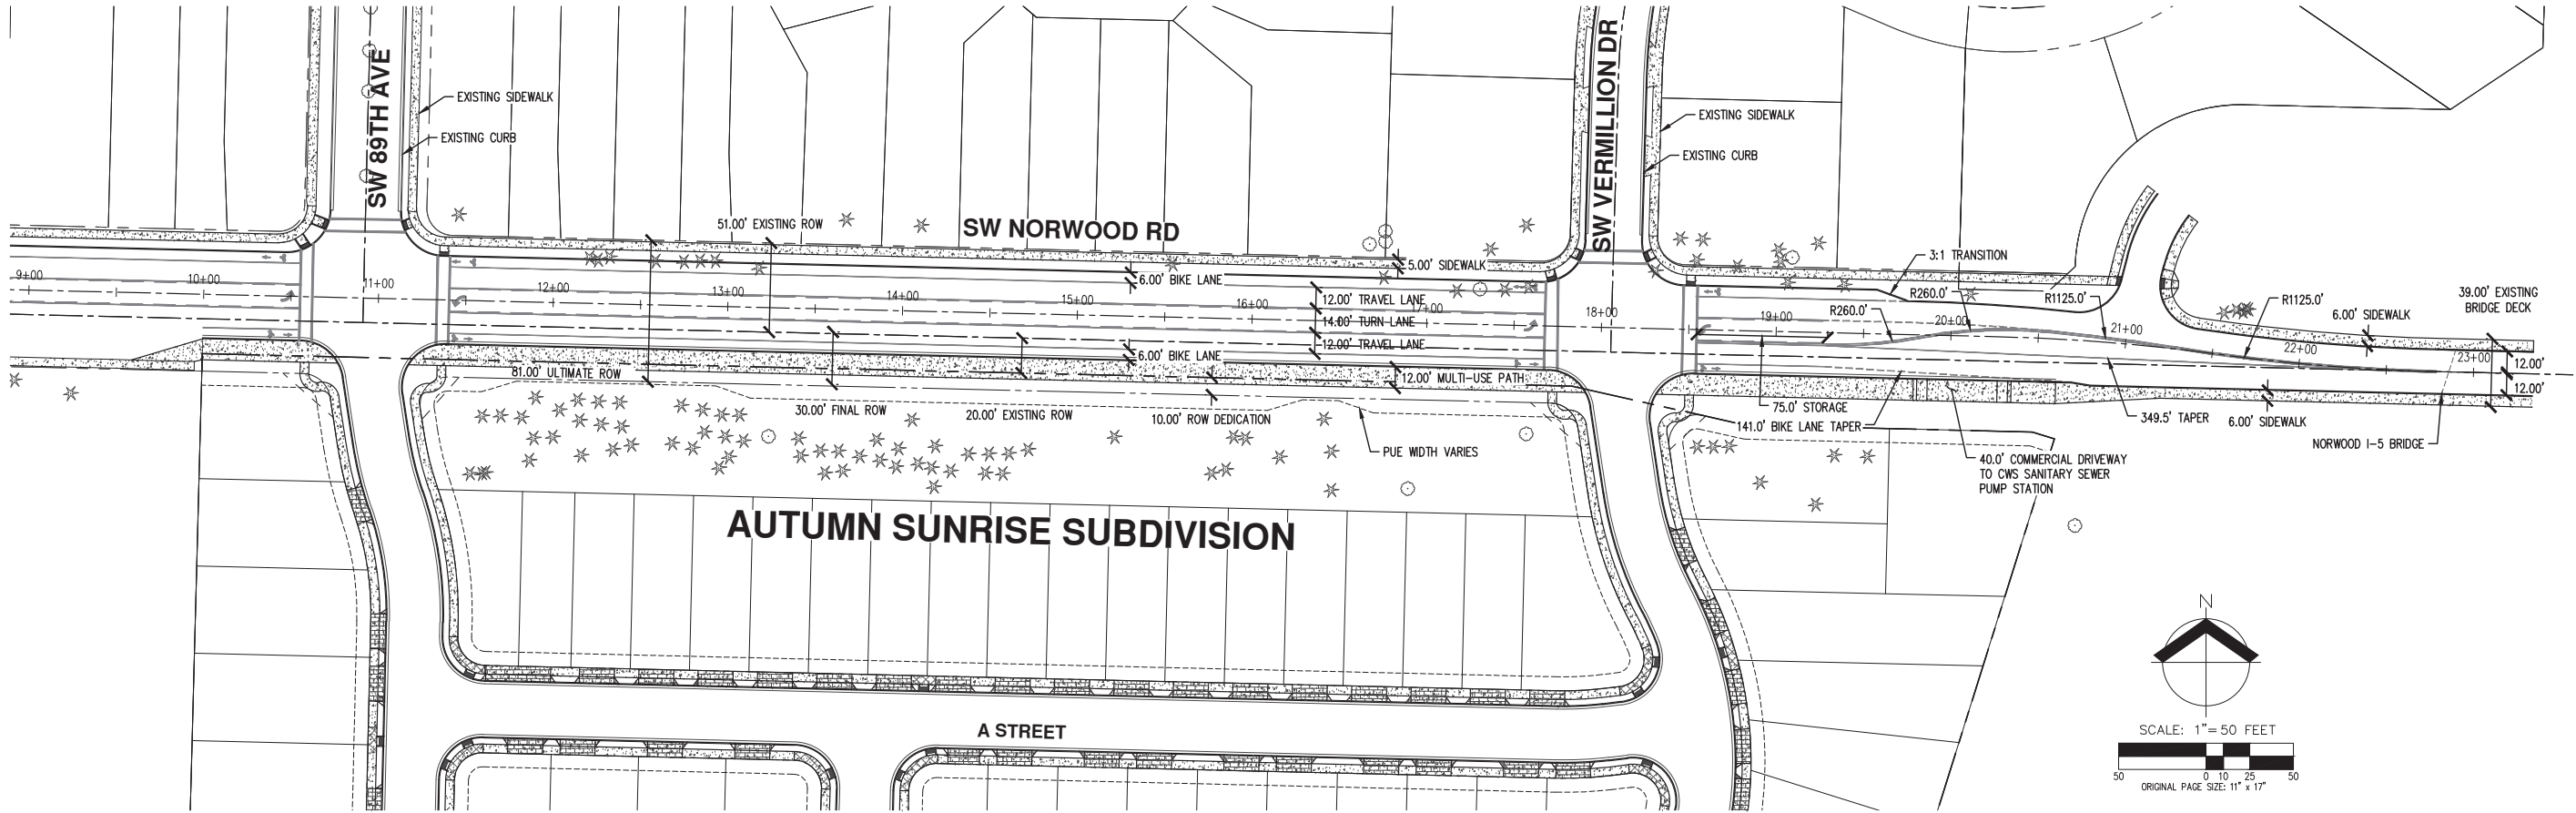 SW 89TH AVE
EXISTING SIDEWALK
EXISTING CURB
51.00' EXISTING ROW
SW NORWOOD RD
SW VERMILLION DR
EXISTING SIDEWALK
EXISTING CURB
5.00' SIDEWALK
6.00' BIKE LANE
12.00' TRAVEL LANE
14.00' TURN LANE
12.00' TRAVEL LANE
6.00' BIKE LANE
12.00' MULTI-USE PATH
9+00
10+00
11+00
12+00
13+00
14+00
15+00
16+00
17+00
18+00
19+00
20+00
21+00
22+00
23+00
3:1 TRANSITION
R260.0'
R260.0'
R1125.0'
R1125.0'
6.00' SIDEWALK
39.00' EXISTING
BRIDGE DECK
12.00'
12.00'
81.00' ULTIMATE ROW
30.00' FINAL ROW
20.00' EXISTING ROW
10.00' ROW DEDICATION
PUE WIDTH VARIES
75.0' STORAGE
141.0' BIKE LANE TAPER
349.5' TAPER
6.00' SIDEWALK
NORWOOD I-5 BRIDGE
40.0' COMMERCIAL DRIVEWAY
TO CWS SANITARY SEWER
PUMP STATION
AUTUMN SUNRISE SUBDIVISION
A STREET
N
SCALE: 1"=50 FEET
50 0 10 25 50
ORIGINAL PAGE SIZE: 11" x 17"